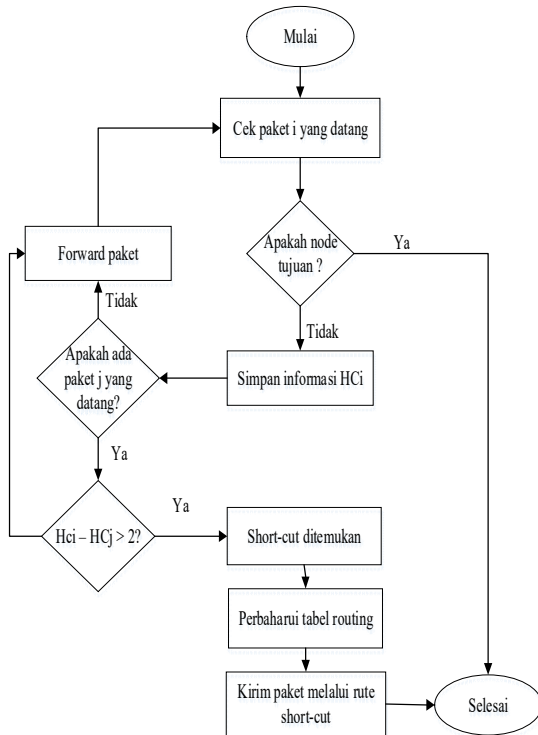 Mulai
Cek paket i yang datang
Apakah node
tujuan ?
Ya
Forward paket
Tidak
Tidak
Simpan informasi HCi
Apakah ada
paket j yang
datang?
Ya
Hci – HCj > 2?
Ya
Short-cut ditemukan
Perbaharui tabel routing
Kirim paket melalui rute
short-cut
Selesai